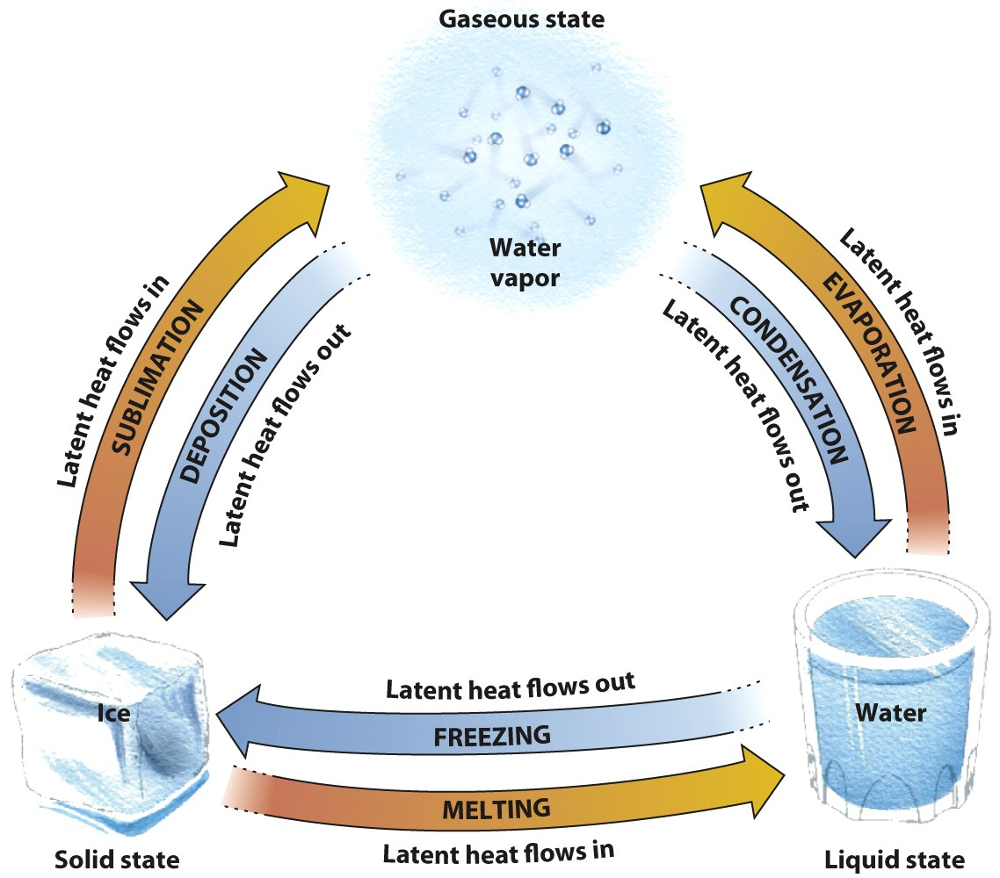 Gaseous state
Water
vapor
Latent heat flows in
SUBLIMATION
DEPOSITION
Latent heat flows out
Latent heat flows in
EVAPORATION
CONDENSATION
Latent heat flows out
Ice
Water
Latent heat flows out
FREEZING
MELTING
Latent heat flows in
Solid state
Liquid state